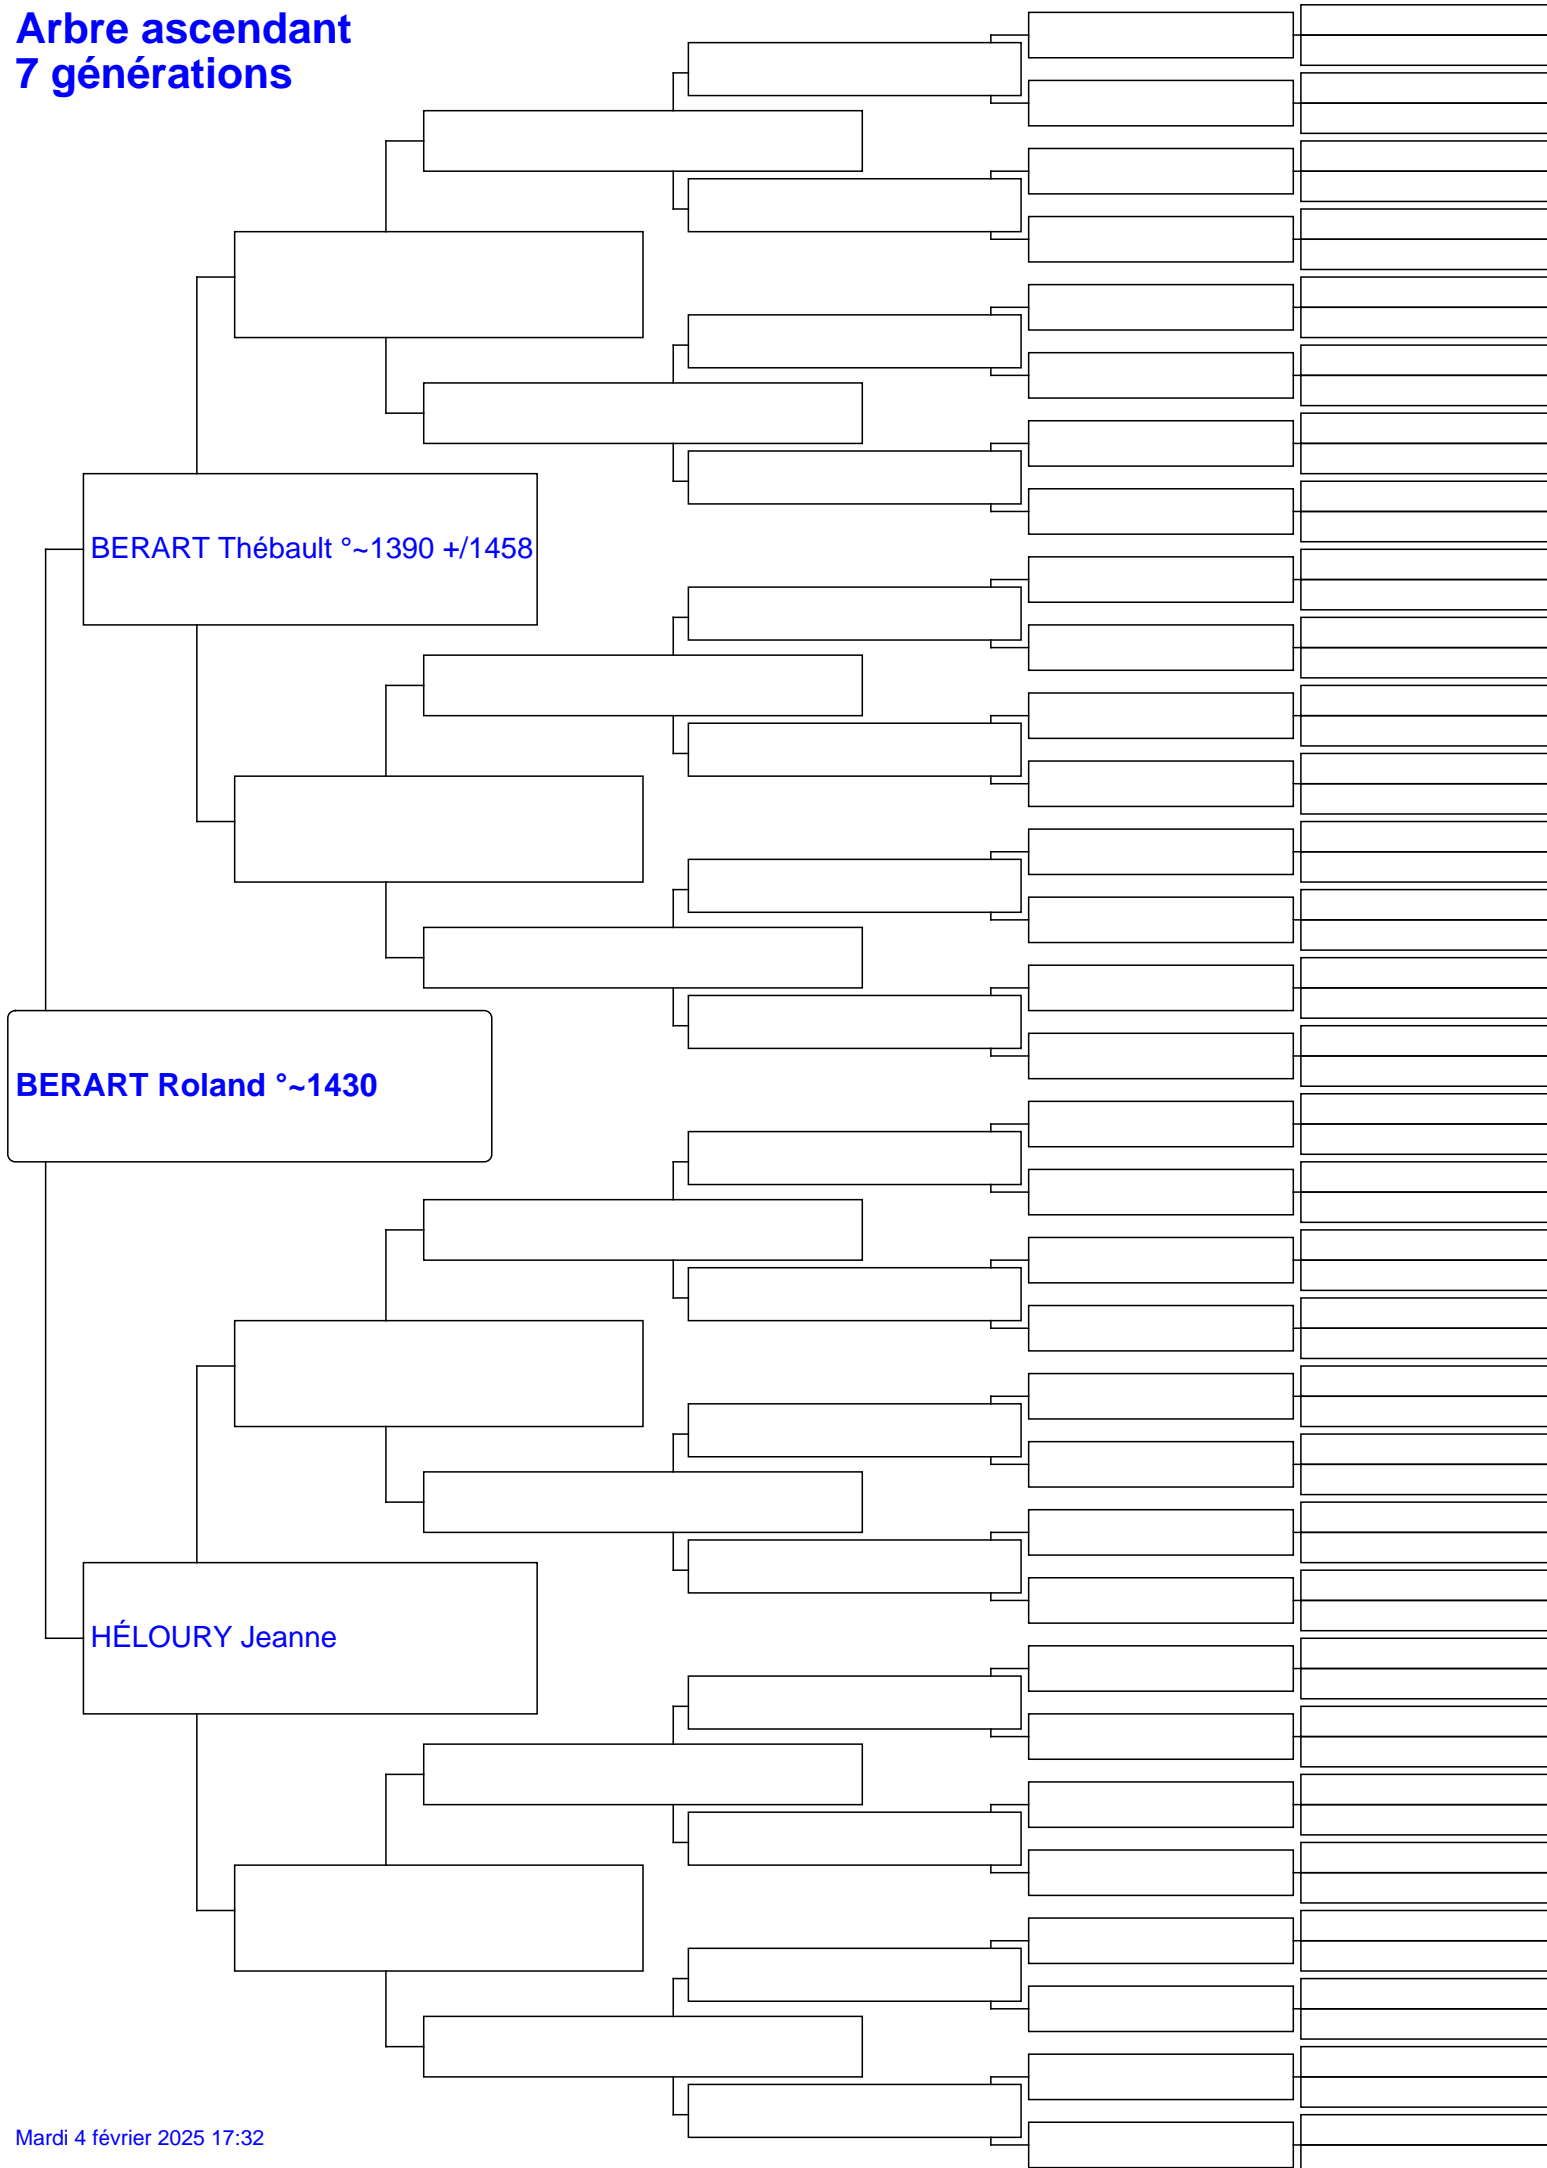 Arbre ascendant
7 générations
BERART Thébault °~1390 +/1458
BERART Roland °~1430
HÉLOURY Jeanne
Mardi 4 février 2025 17:32